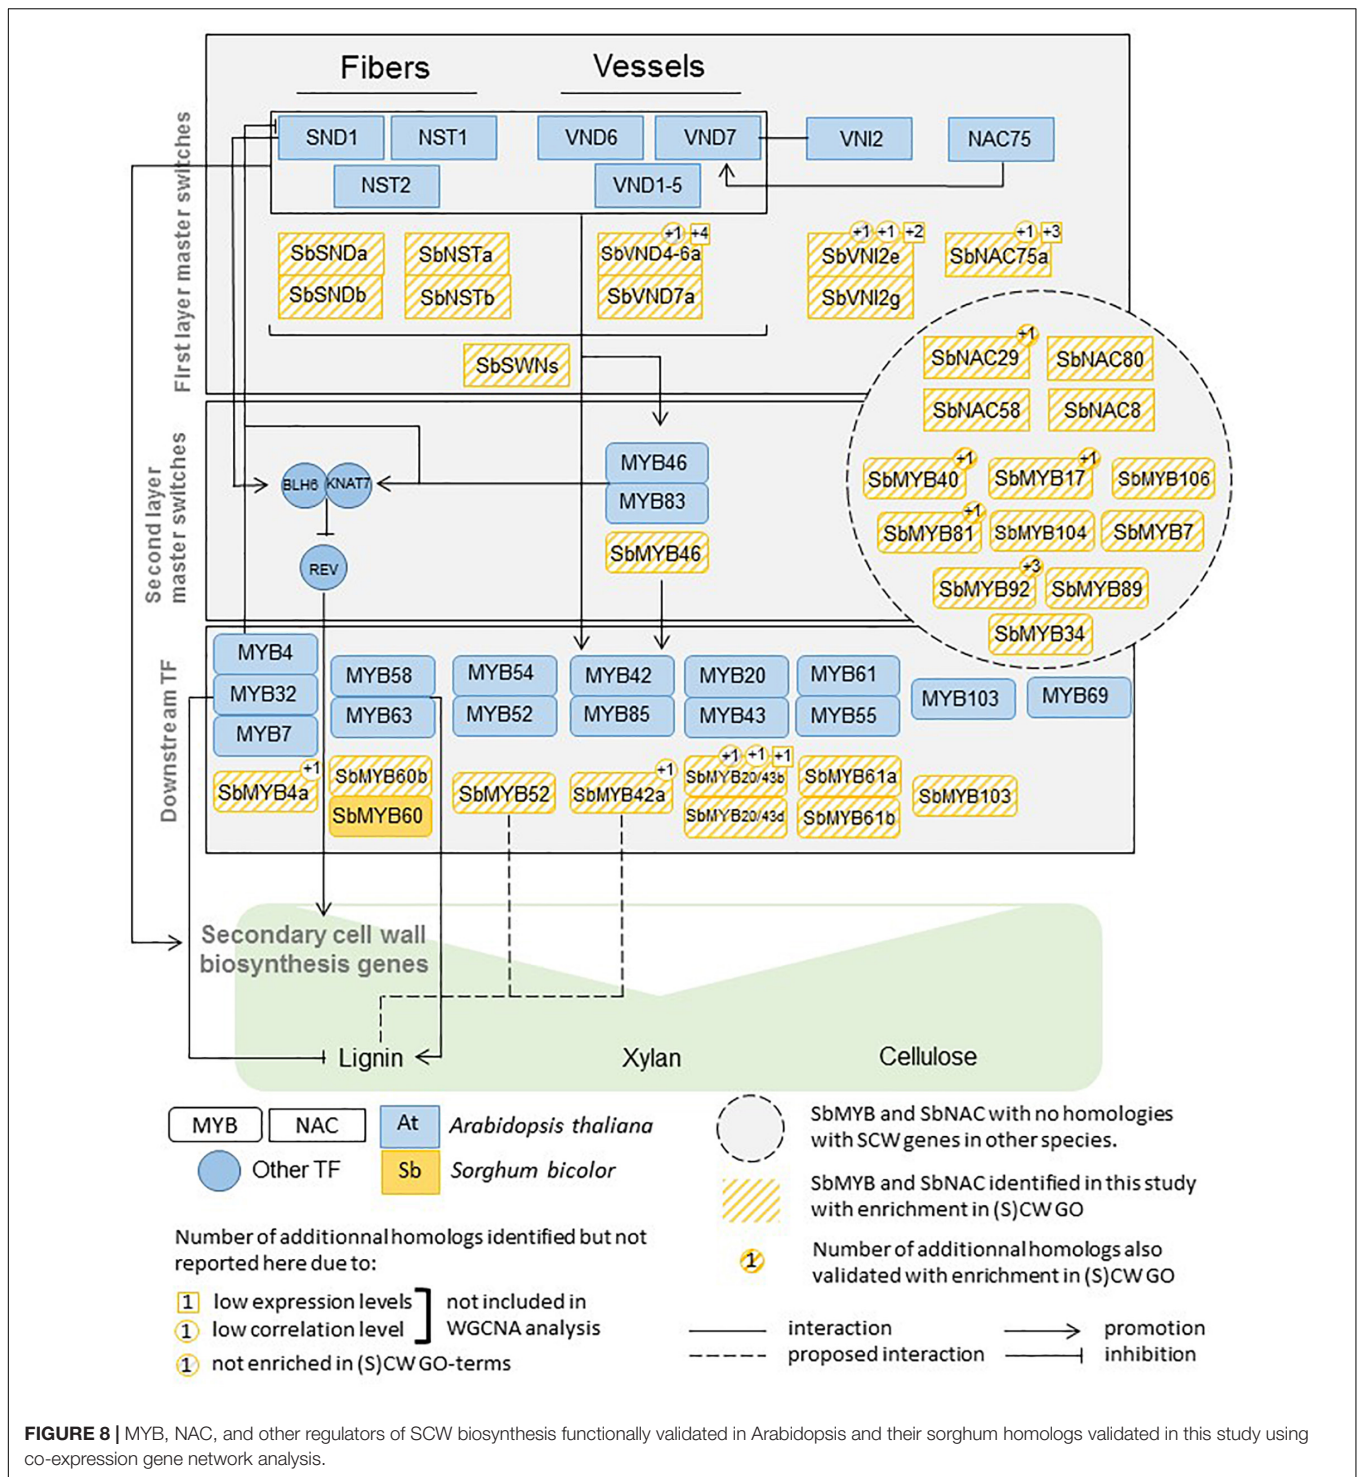 Fibers
Vessels
First layer master switches
SND1
NST1
VND6
VND7
VNI2
NAC75
NST2
VND1-5
+1
+4
+1
+1
+2
+1
+3
SbSNDa
SbNSTa
SbVND4-6a
SbVNI2e
SbNAC75a
SbSNDb
SbNSTb
SbVND7a
SbVNI2g
SbSWNs
+1
SbNAC29
SbNAC80
SbNAC58
SbNAC8
+1
+1
SbMYB40
SbMYB17
SbMYB106
+1
SbMYB81
SbMYB104
SbMYB7
+3
SbMYB92
SbMYB89
SbMYB34
Second layer
master switches
MYB46
BLH6
KNAT7
MYB83
SbMYB46
REV
Downstream TF
MYB4
MYB58
MYB54
MYB42
MYB20
MYB61
MYB32
MYB103
MYB69
MYB63
MYB52
MYB85
MYB43
MYB55
MYB7
+1
+1
+1
+1
+1
SbMYB4a
SbMYB60b
SbMYB52
SbMYB42a
SbMYB20/43b
SbMYB61a
SbMYB103
SbMYB60
SbMYB20/43d
SbMYB61b
Secondary cell wall
biosynthesis genes
Lignin
Xylan
Cellulose
MYB
NAC
At
Arabidopsis thaliana
Other TF
Sb
Sorghum bicolor
SbMYB and SbNAC with no homologies
with SCW genes in other species.
SbMYB and SbNAC identified in this study
with enrichment in (S)CW GO
1
Number of additionnal homologs also
validated with enrichment in (S)CW GO
Number of additionnal homologs identified but not
reported here due to:
1 low expression levels
1 low correlation level
not included in
WGCNA analysis
1 not enriched in (S)CW GO-terms
interaction
promotion
proposed interaction
inhibition
FIGURE 8 | MYB, NAC, and other regulators of SCW biosynthesis functionally validated in Arabidopsis and their sorghum homologs validated in this study using
co-expression gene network analysis.